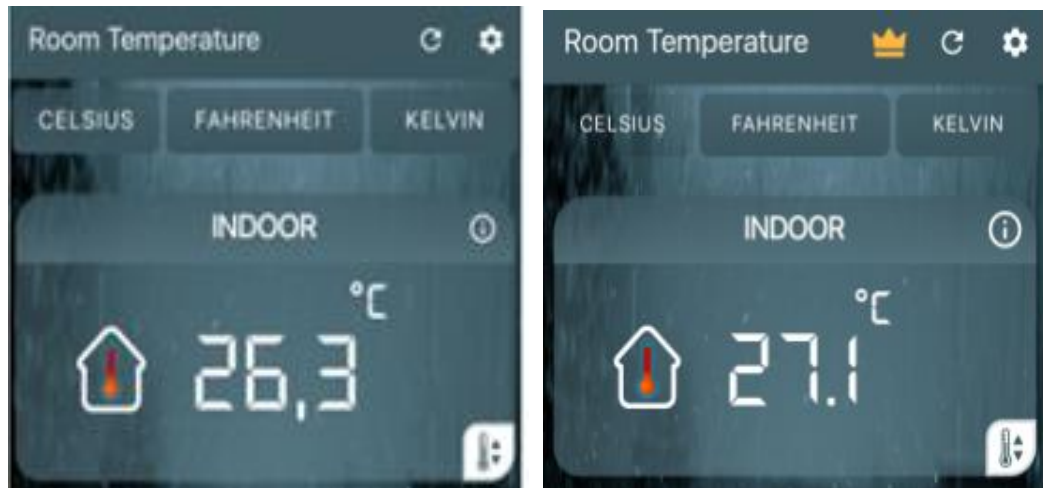 Room Temperature
CELSIUS FAHRENHEIT KELVIN
INDOOR
°C
26,3
Room Temperature
CELSIUS FAHRENHEIT KELVIN
INDOOR
°C
27.1